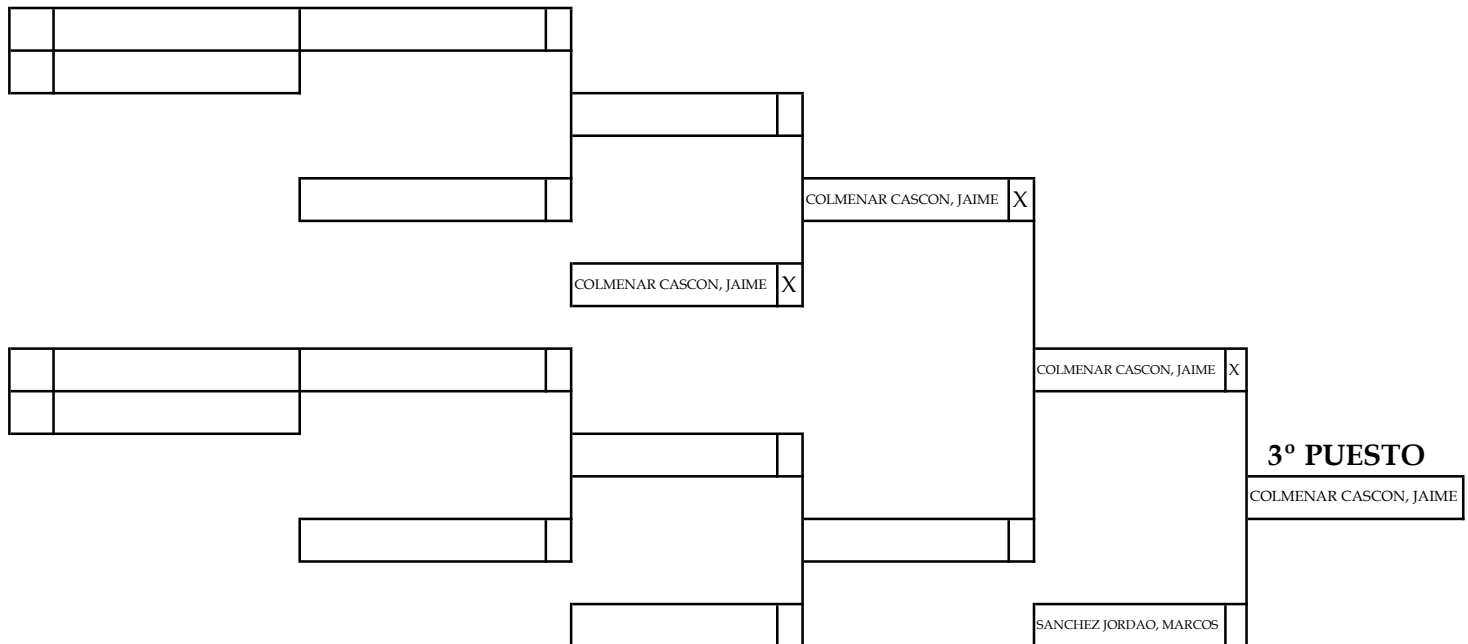 COLMENAR CASCON, JAIME X
COLMENAR CASCON, JAIME X
COLMENAR CASCON, JAIME X
3º PUESTO
COLMENAR CASCON, JAIME
SANCHEZ JORDAO, MARCOS